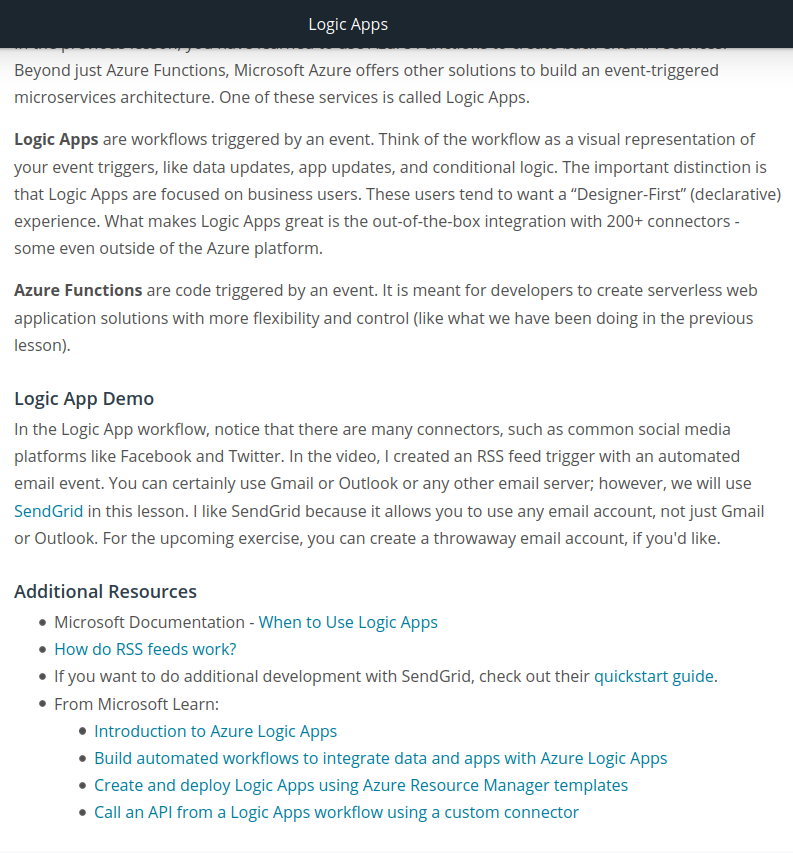 Logic Apps
Beyond just Azure Functions, Microsoft Azure offers other solutions to build an event-triggered
microservices architecture. One of these services is called Logic Apps.
Logic Apps are workflows triggered by an event. Think of the workflow as a visual representation of
your event triggers, like data updates, app updates, and conditional logic. The important distinction is
that Logic Apps are focused on business users. These users tend to want a “Designer-First” (declarative)
experience. What makes Logic Apps great is the out-of-the-box integration with 200+ connectors -
some even outside of the Azure platform.
Azure Functions are code triggered by an event. It is meant for developers to create serverless web
application solutions with more flexibility and control (like what we have been doing in the previous
lesson).
Logic App Demo
In the Logic App workflow, notice that there are many connectors, such as common social media
platforms like Facebook and Twitter. In the video, I created an RSS feed trigger with an automated
email event. You can certainly use Gmail or Outlook or any other email server; however, we will use
SendGrid in this lesson. I like SendGrid because it allows you to use any email account, not just Gmail
or Outlook. For the upcoming exercise, you can create a throwaway email account, if you'd like.
Additional Resources
Microsoft Documentation - When to Use Logic Apps
How do RSS feeds work?
If you want to do additional development with SendGrid, check out their quickstart guide.
From Microsoft Learn:
Introduction to Azure Logic Apps
Build automated workflows to integrate data and apps with Azure Logic Apps
Create and deploy Logic Apps using Azure Resource Manager templates
Call an API from a Logic Apps workflow using a custom connector